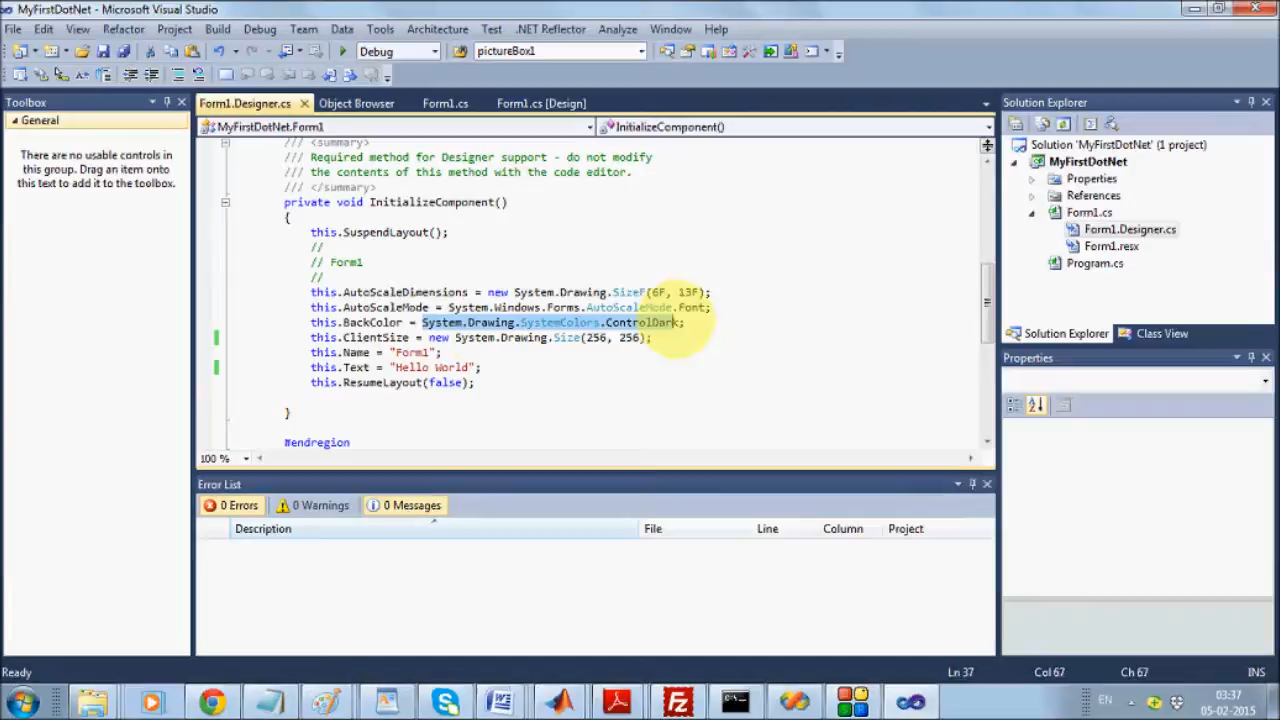 MyFirstDotNet - Microsoft Visual Studio
File Edit View Refactor Project Build Debug Team Data Tools Architecture Test .NET Reflector Analyze Window Help
Debug pictureBox1
Toolbox
General
There are no usable controls in
this group. Drag an item onto
this text to add it to the toolbox.
Form1.Designer.cs Object Browser Form1.cs Form1.cs [Design]
MyFirstDotNet.Form1 InitializeComponent()
/// <summary>
/// Required method for Designer support - do not modify
/// the contents of this method with the code editor.
/// </summary>
private void InitializeComponent()
{
this.SuspendLayout();
//
// Form1
//
this.AutoScaleDimensions = new System.Drawing.SizeF(6F, 13F);
this.AutoScaleMode = System.Windows.Forms.AutoScaleMode.Font;
this.BackColor = System.Drawing.SystemColors.ControlDark;
this.ClientSize = new System.Drawing.Size(256, 256);
this.Name = "Form1";
this.Text = "Hello World";
this.ResumeLayout(false);
}
#endregion
100 %
Error List
0 Errors 0 Warnings 0 Messages
Description File Line Column Project
Solution Explorer
Solution 'MyFirstDotNet' (1 project)
MyFirstDotNet
Properties
References
Form1.cs
Form1.Designer.cs
Form1.resx
Program.cs
Solution Explorer Class View
Properties
Ready Ln 37 Col 67 Ch 67 INS
EN 03:37
05-02-2015